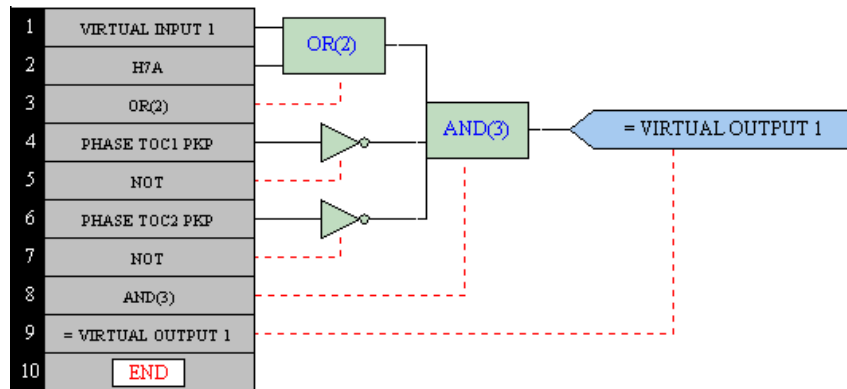 1 VIRTUAL INPUT 1
2 H7A
3 OR(2)
4 PHASE TOC1 PKP
5 NOT
6 PHASE TOC2 PKP
7 NOT
8 AND(3)
9 = VIRTUAL OUTPUT 1
10 END
OR(2)
AND(3)
= VIRTUAL OUTPUT 1